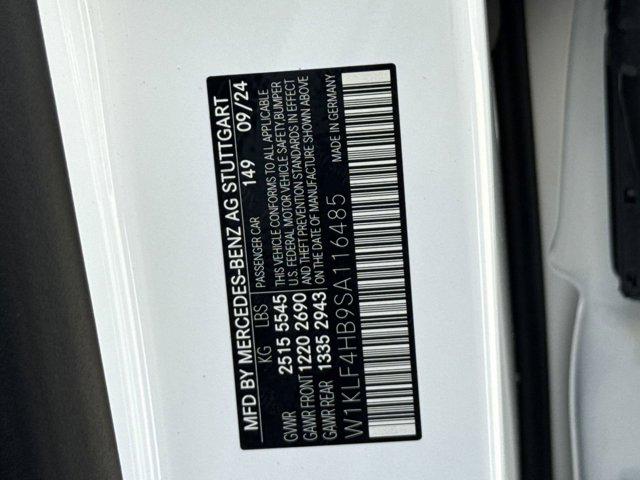 MFD BY MERCEDES-BENZ AG STUTTGART
KG LBS PASSENGER CAR 149 09/24
GVWR 2515 5545 THIS VEHICLE CONFORMS TO ALL APPLICABLE
U.S. FEDERAL MOTOR VEHICLE SAFETY, BUMPER
GAWR FRONT 1220 2690 AND THEFT PREVENTION STANDARDS IN EFFECT
GAWR REAR 1335 2943 ON THE DATE OF MANUFACTURE SHOWN ABOVE
W1KLF4HB9SA116485 MADE IN GERMANY